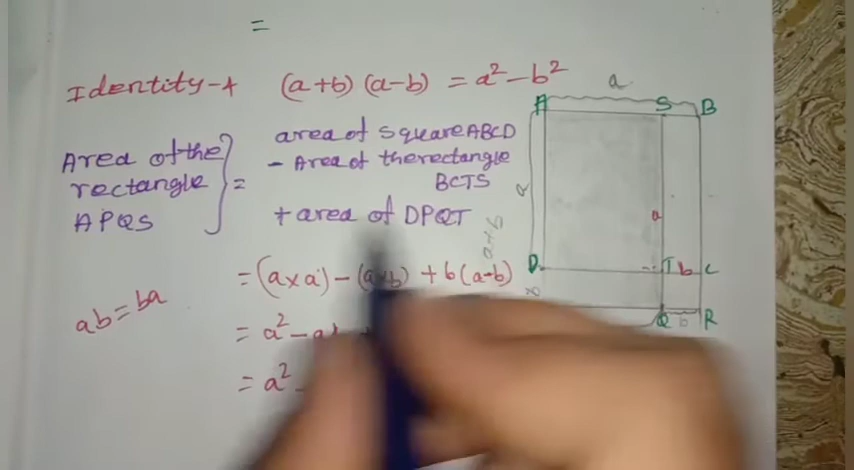 =
Identity-4 (a+b) (a-b) = a² - b²
Area of the rectangle APQS } = area of square ABCD
- Area of the rectangle BCTS
+ area of DPQT
= (a x a) - (a x b) + b (a-b)
ab = ba
= a² - ab
= a² -
a
A S B
a
a
a+b
D T b C
Q b R